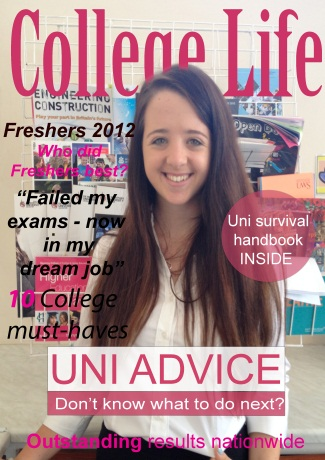 College Life
ENGINEERING
CONSTRUCTION
Freshers 2012
Who did
Freshers best?
"Failed my
exams - now
in my
dream job"
Uni survival
handbook
INSIDE
Higher
10 College
must-haves
UNI ADVICE
Don't know what to do next?
Outstanding results nationwide